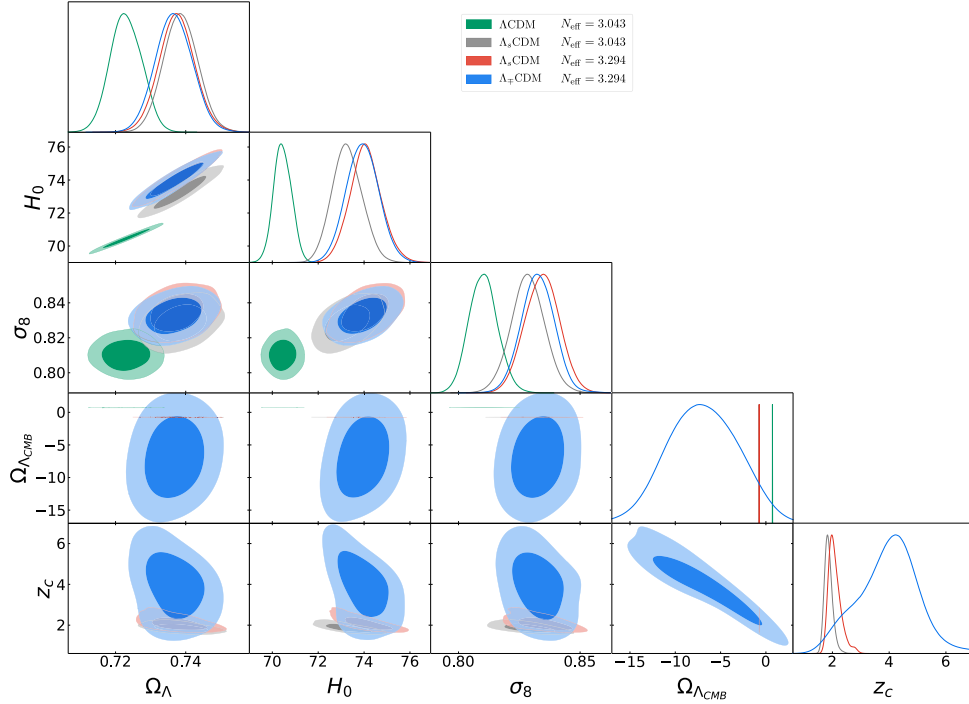 ΛCDM N_eff = 3.043
Λ_sCDM N_eff = 3.043
Λ_sCDM N_eff = 3.294
Λ_∓CDM N_eff = 3.294
76
74
72
70
H_0
0.84
0.82
0.80
σ_8
0
−5
−10
−15
Ω_Λ_CMB
6
4
2
z_c
0.72 0.74 70 72 74 76 0.80 0.85 −15 −10 −5 0 2 4 6
Ω_Λ H_0 σ_8 Ω_Λ_CMB z_c